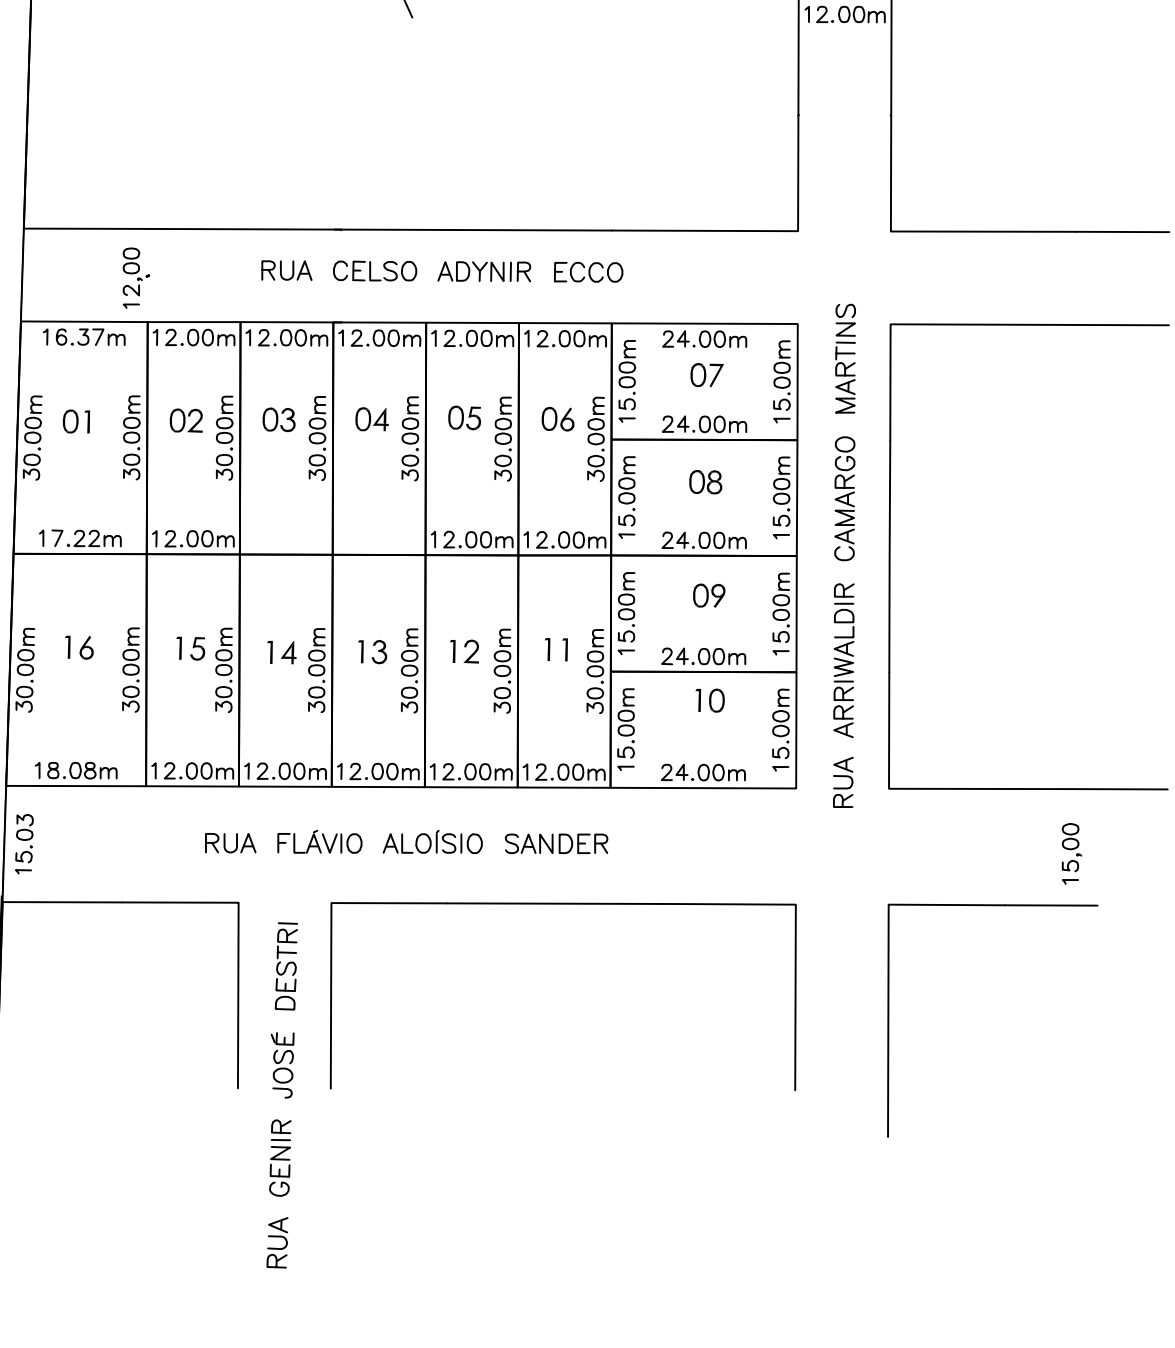 12.00m
12,00
RUA CELSO ADYNIR ECCO
16.37m 12.00m 12.00m 12.00m 12.00m 12.00m 24.00m
30.00m 01 30.00m 02 30.00m 03 30.00m 04 30.00m 05 30.00m 06 30.00m 15.00m 07 15.00m
24.00m
15.00m 08 15.00m
17.22m 12.00m 12.00m 12.00m 24.00m
RUA ARRIWALDIR CAMARGO MARTINS
15.00m 09 15.00m
30.00m 16 30.00m 15 30.00m 14 30.00m 13 30.00m 12 30.00m 11 30.00m
24.00m
15.00m 10 15.00m
18.08m 12.00m 12.00m 12.00m 12.00m 12.00m 24.00m
15.03
RUA FLÁVIO ALOÍSIO SANDER
15,00
RUA GENIR JOSÉ DESTRI